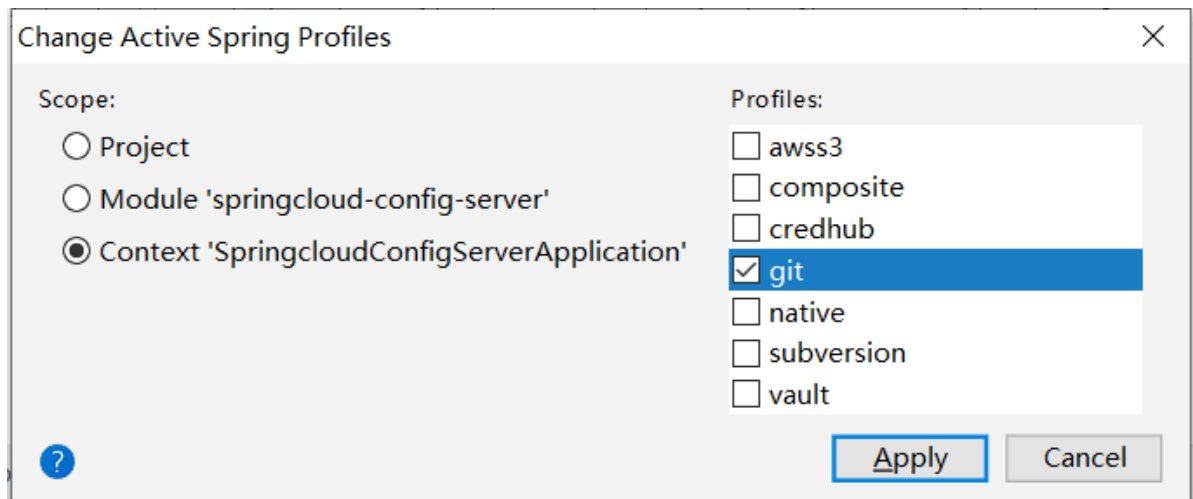 Change Active Spring Profiles
Scope:
Project
Module 'springcloud-config-server'
Context 'SpringcloudConfigServerApplication'
Profiles:
awss3
composite
credhub
git
native
subversion
vault
?
Apply
Cancel